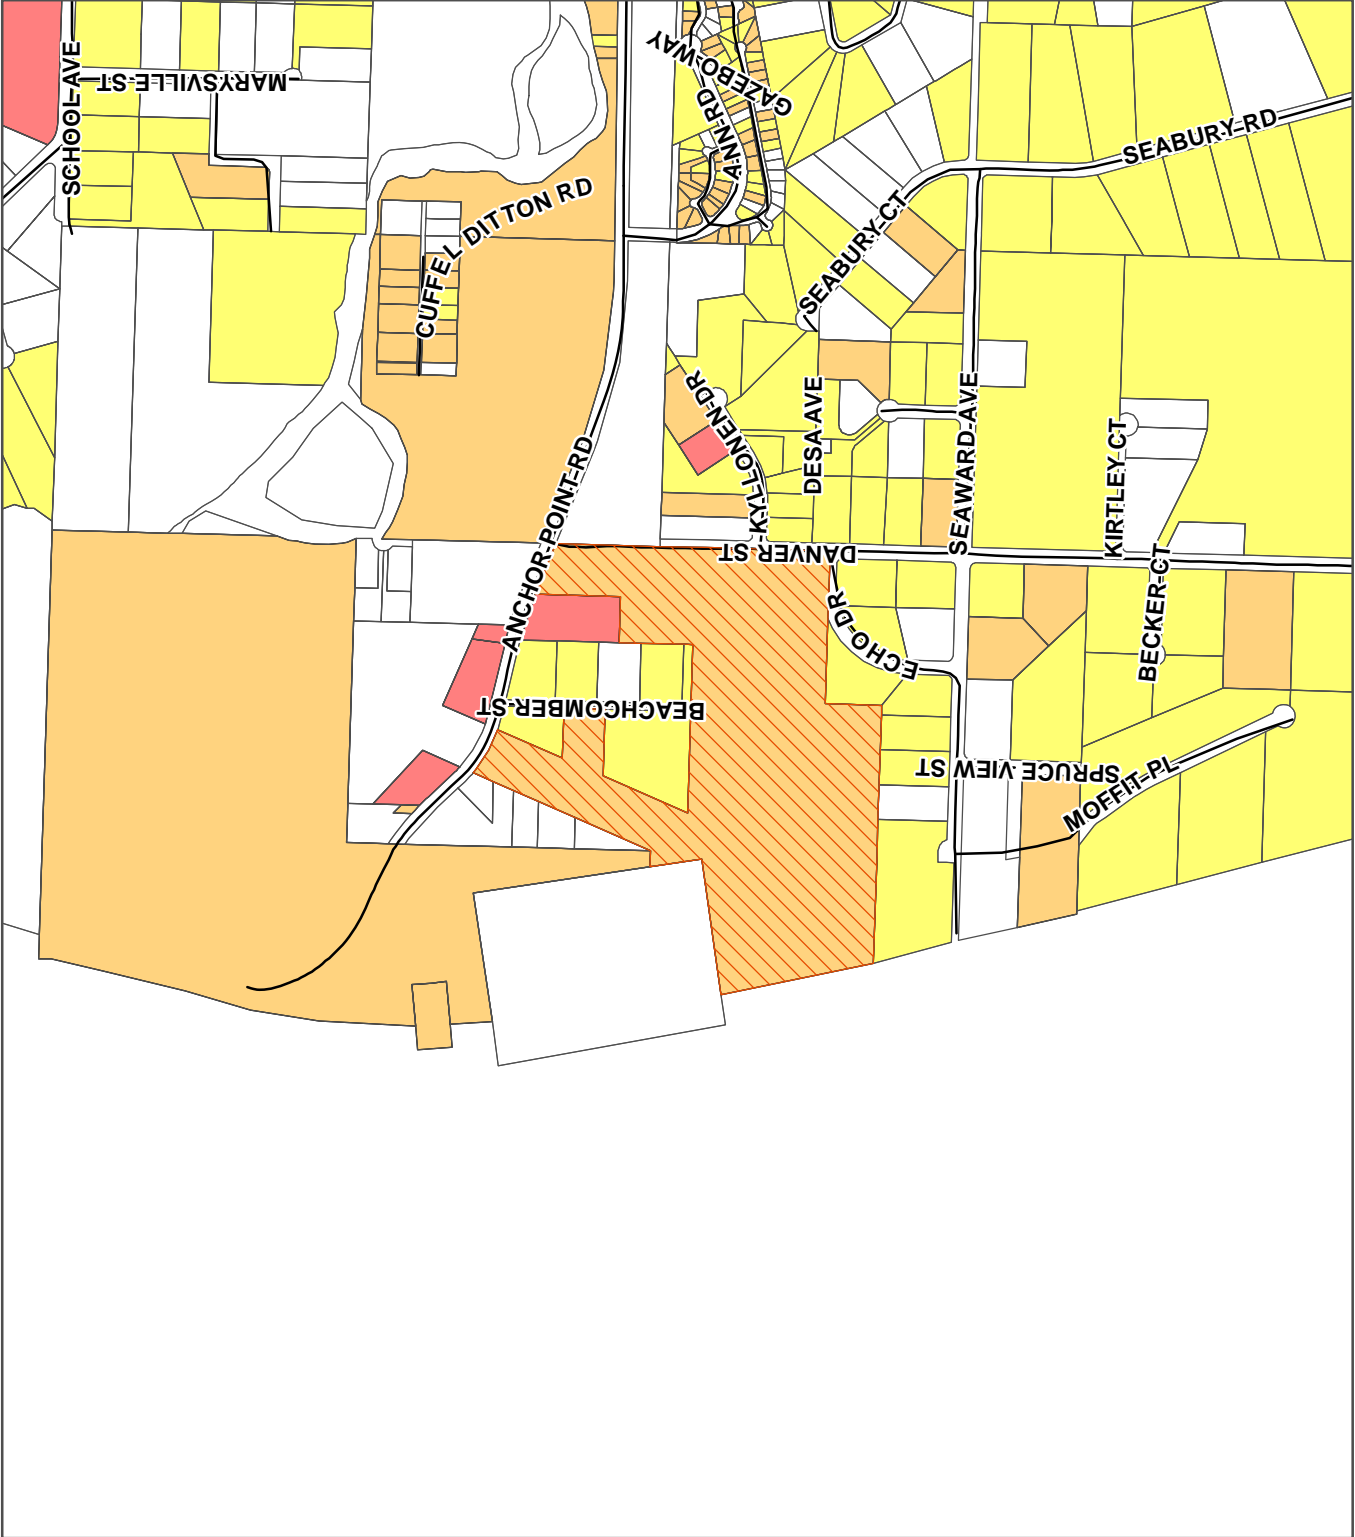 SCHOOL AVE
MARYSVILLE ST
GAZEBO WAY
ANN RD
SEABURY RD
CUFFEL DITTON RD
SEABURY CT
KYLLONEN DR
DESA AVE
SEAWARD AVE
KIRTLEY CT
ANCHOR POINT RD
DANVER ST
ECHO DR
BECKER CT
BEACHCOMBER ST
SPRUCE VIEW ST
MOFFIT PL